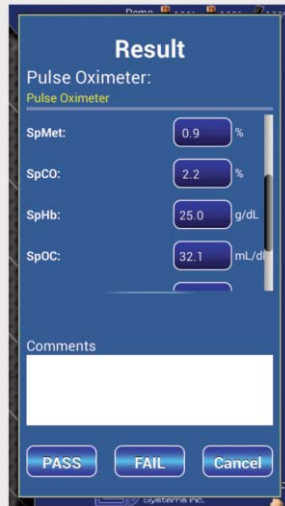 Demo
Result
Pulse Oximeter:
Pulse Oximeter
SpMet: 0.9 %
SpCO: 2.2 %
SpHb: 25.0 g/dL
SpOC: 32.1 mL/dl
Comments
PASS FAIL Cancel
Systems Inc.